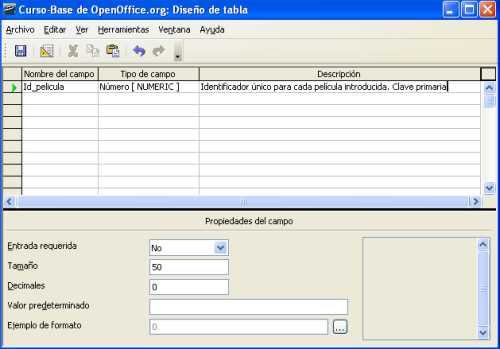 Curso-Base de OpenOffice.org: Diseño de tabla
Archivo Editar Ver Herramientas Ventana Ayuda
Nombre del campo Tipo de campo Descripción
Id_pelicula Número [ NUMERIC ] Identificador único para cada película introducida. Clave primaria
Propiedades del campo
Entrada requerida No
Tamaño 50
Decimales 0
Valor predeterminado
Ejemplo de formato 0 ...